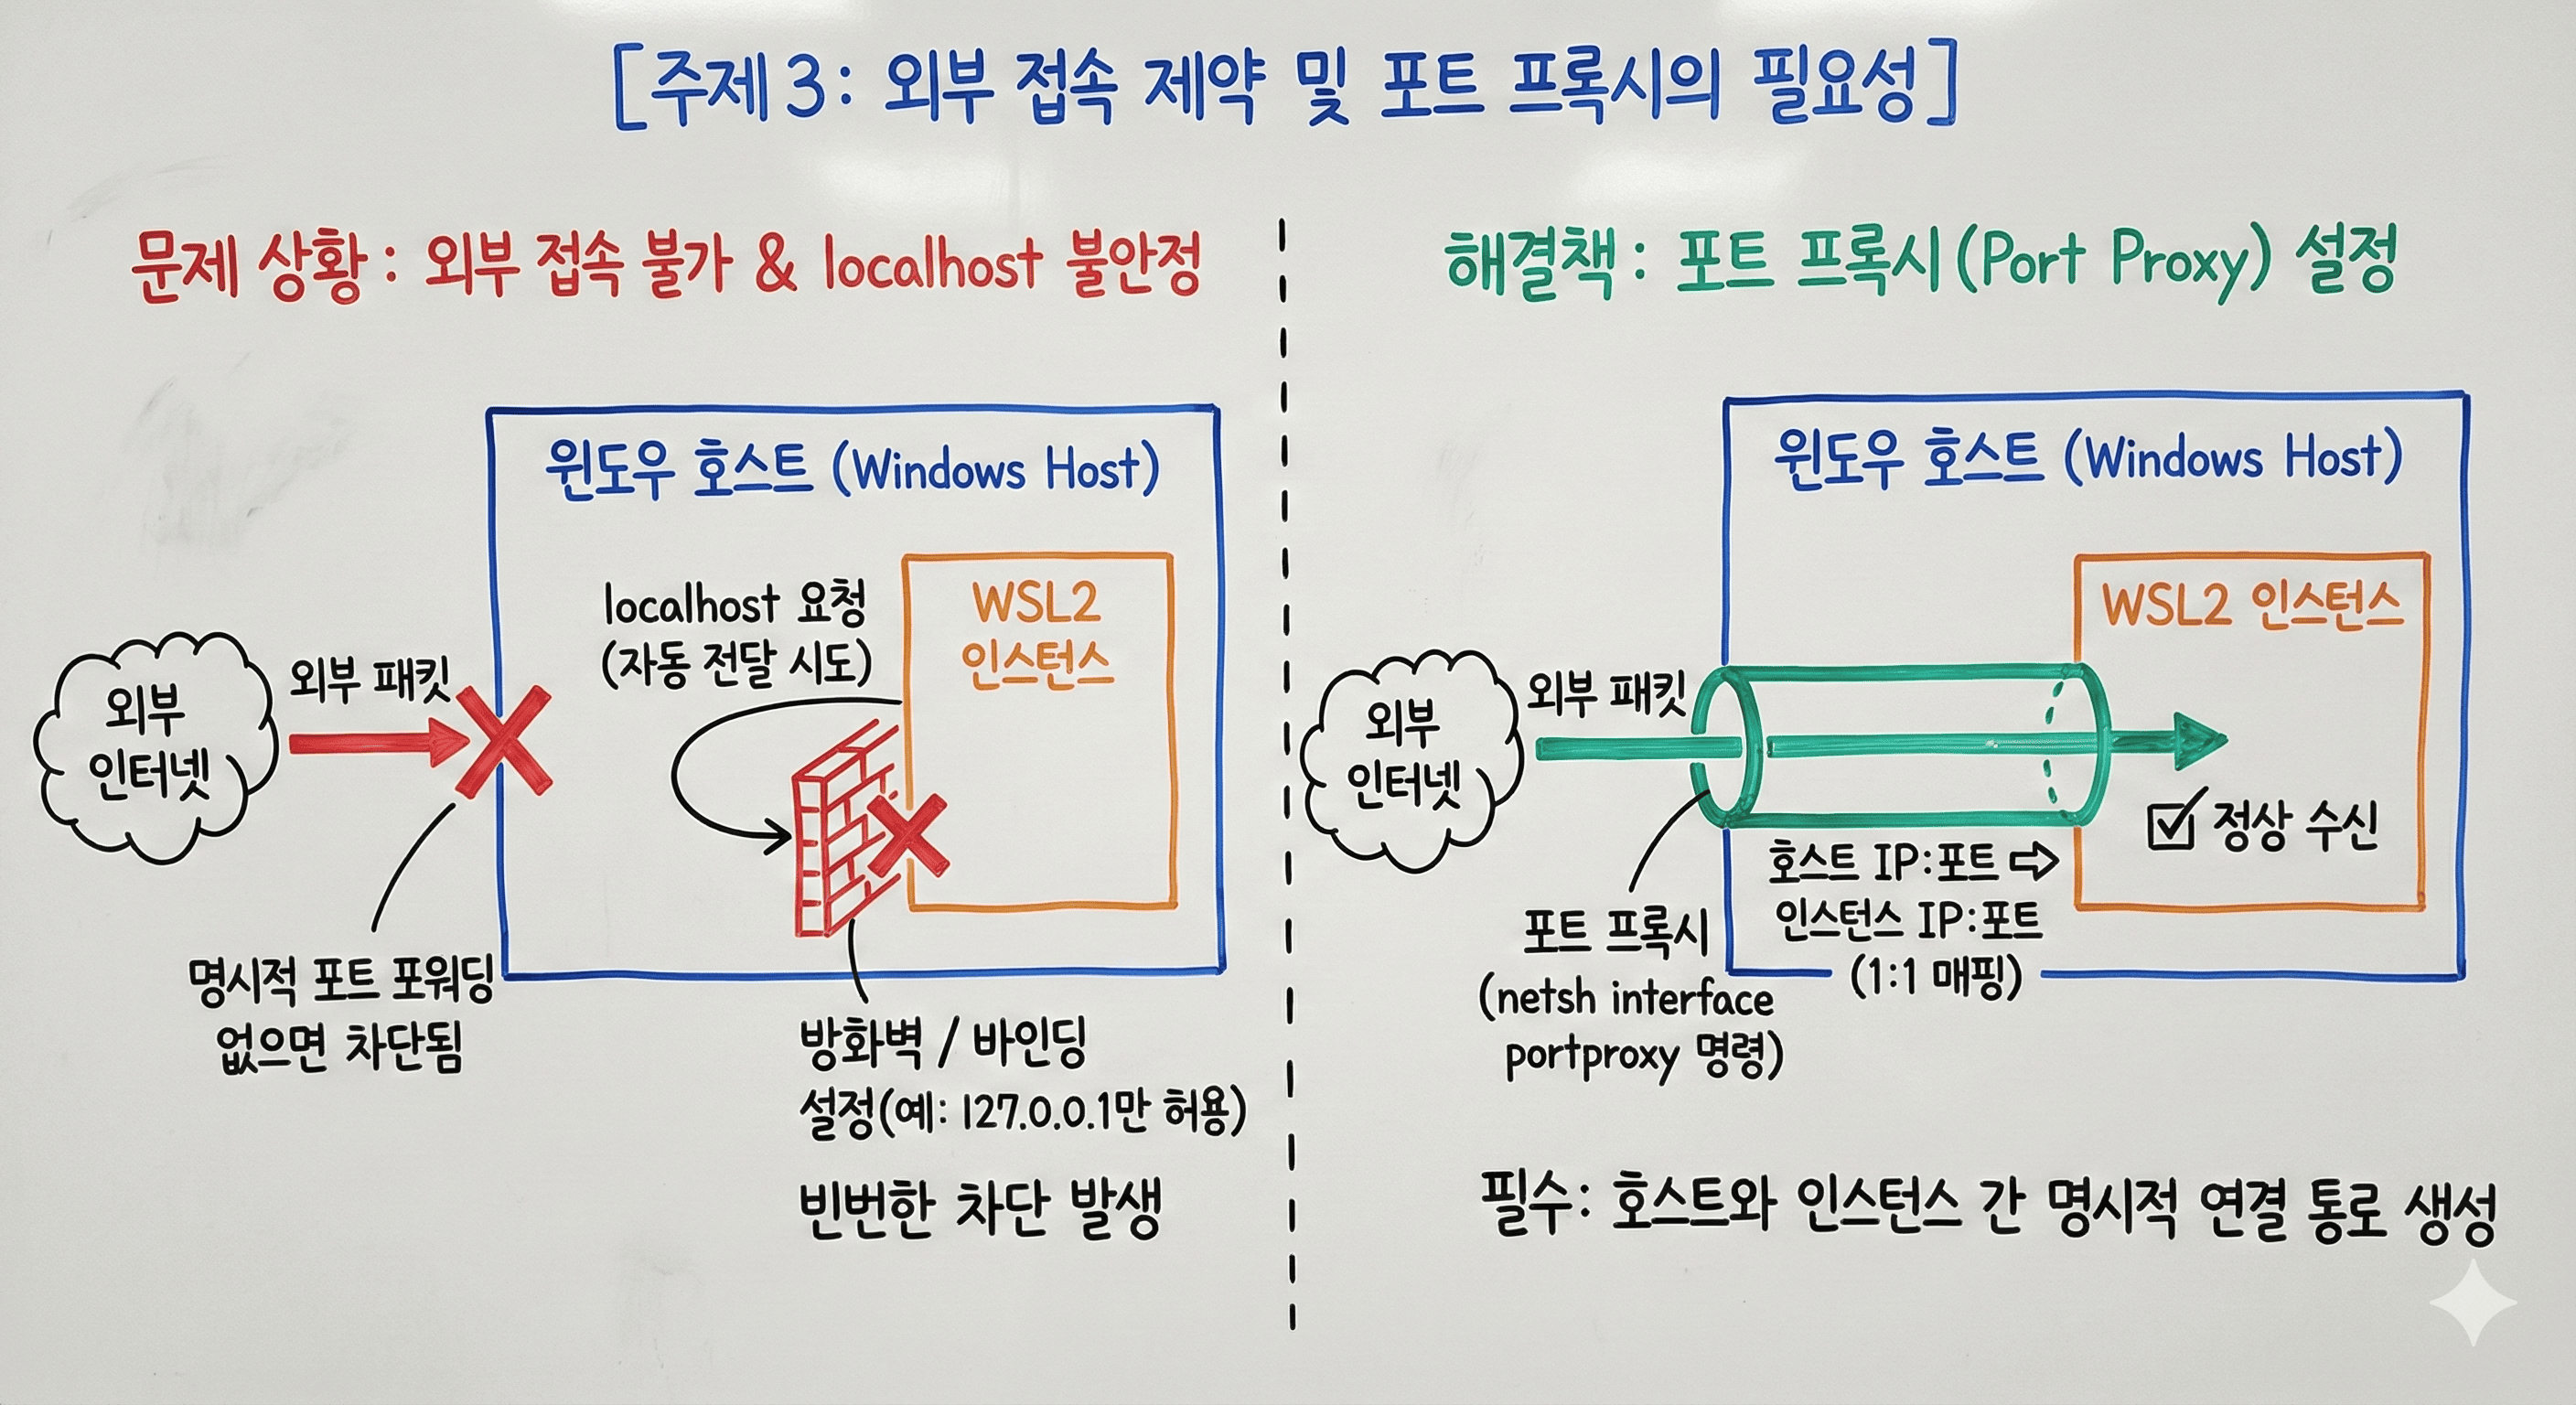 [주제 3: 외부 접속 제약 및 포트 프록시의 필요성]
문제 상황: 외부 접속 불가 & localhost 불안정
윈도우 호스트 (Windows Host)
localhost 요청
(자동 전달 시도)
WSL2
인스턴스
외부
인터넷
외부 패킷
명시적 포트 포워딩
없으면 차단됨
방화벽 / 바인딩
설정(예: 127.0.0.1만 허용)
빈번한 차단 발생
해결책: 포트 프록시(Port Proxy) 설정
윈도우 호스트 (Windows Host)
WSL2 인스턴스
외부
인터넷
외부 패킷
정상 수신
호스트 IP:포트 ⇨
인스턴스 IP:포트
(1:1 매핑)
포트 프록시
(netsh interface
portproxy 명령)
필수: 호스트와 인스턴스 간 명시적 연결 통로 생성